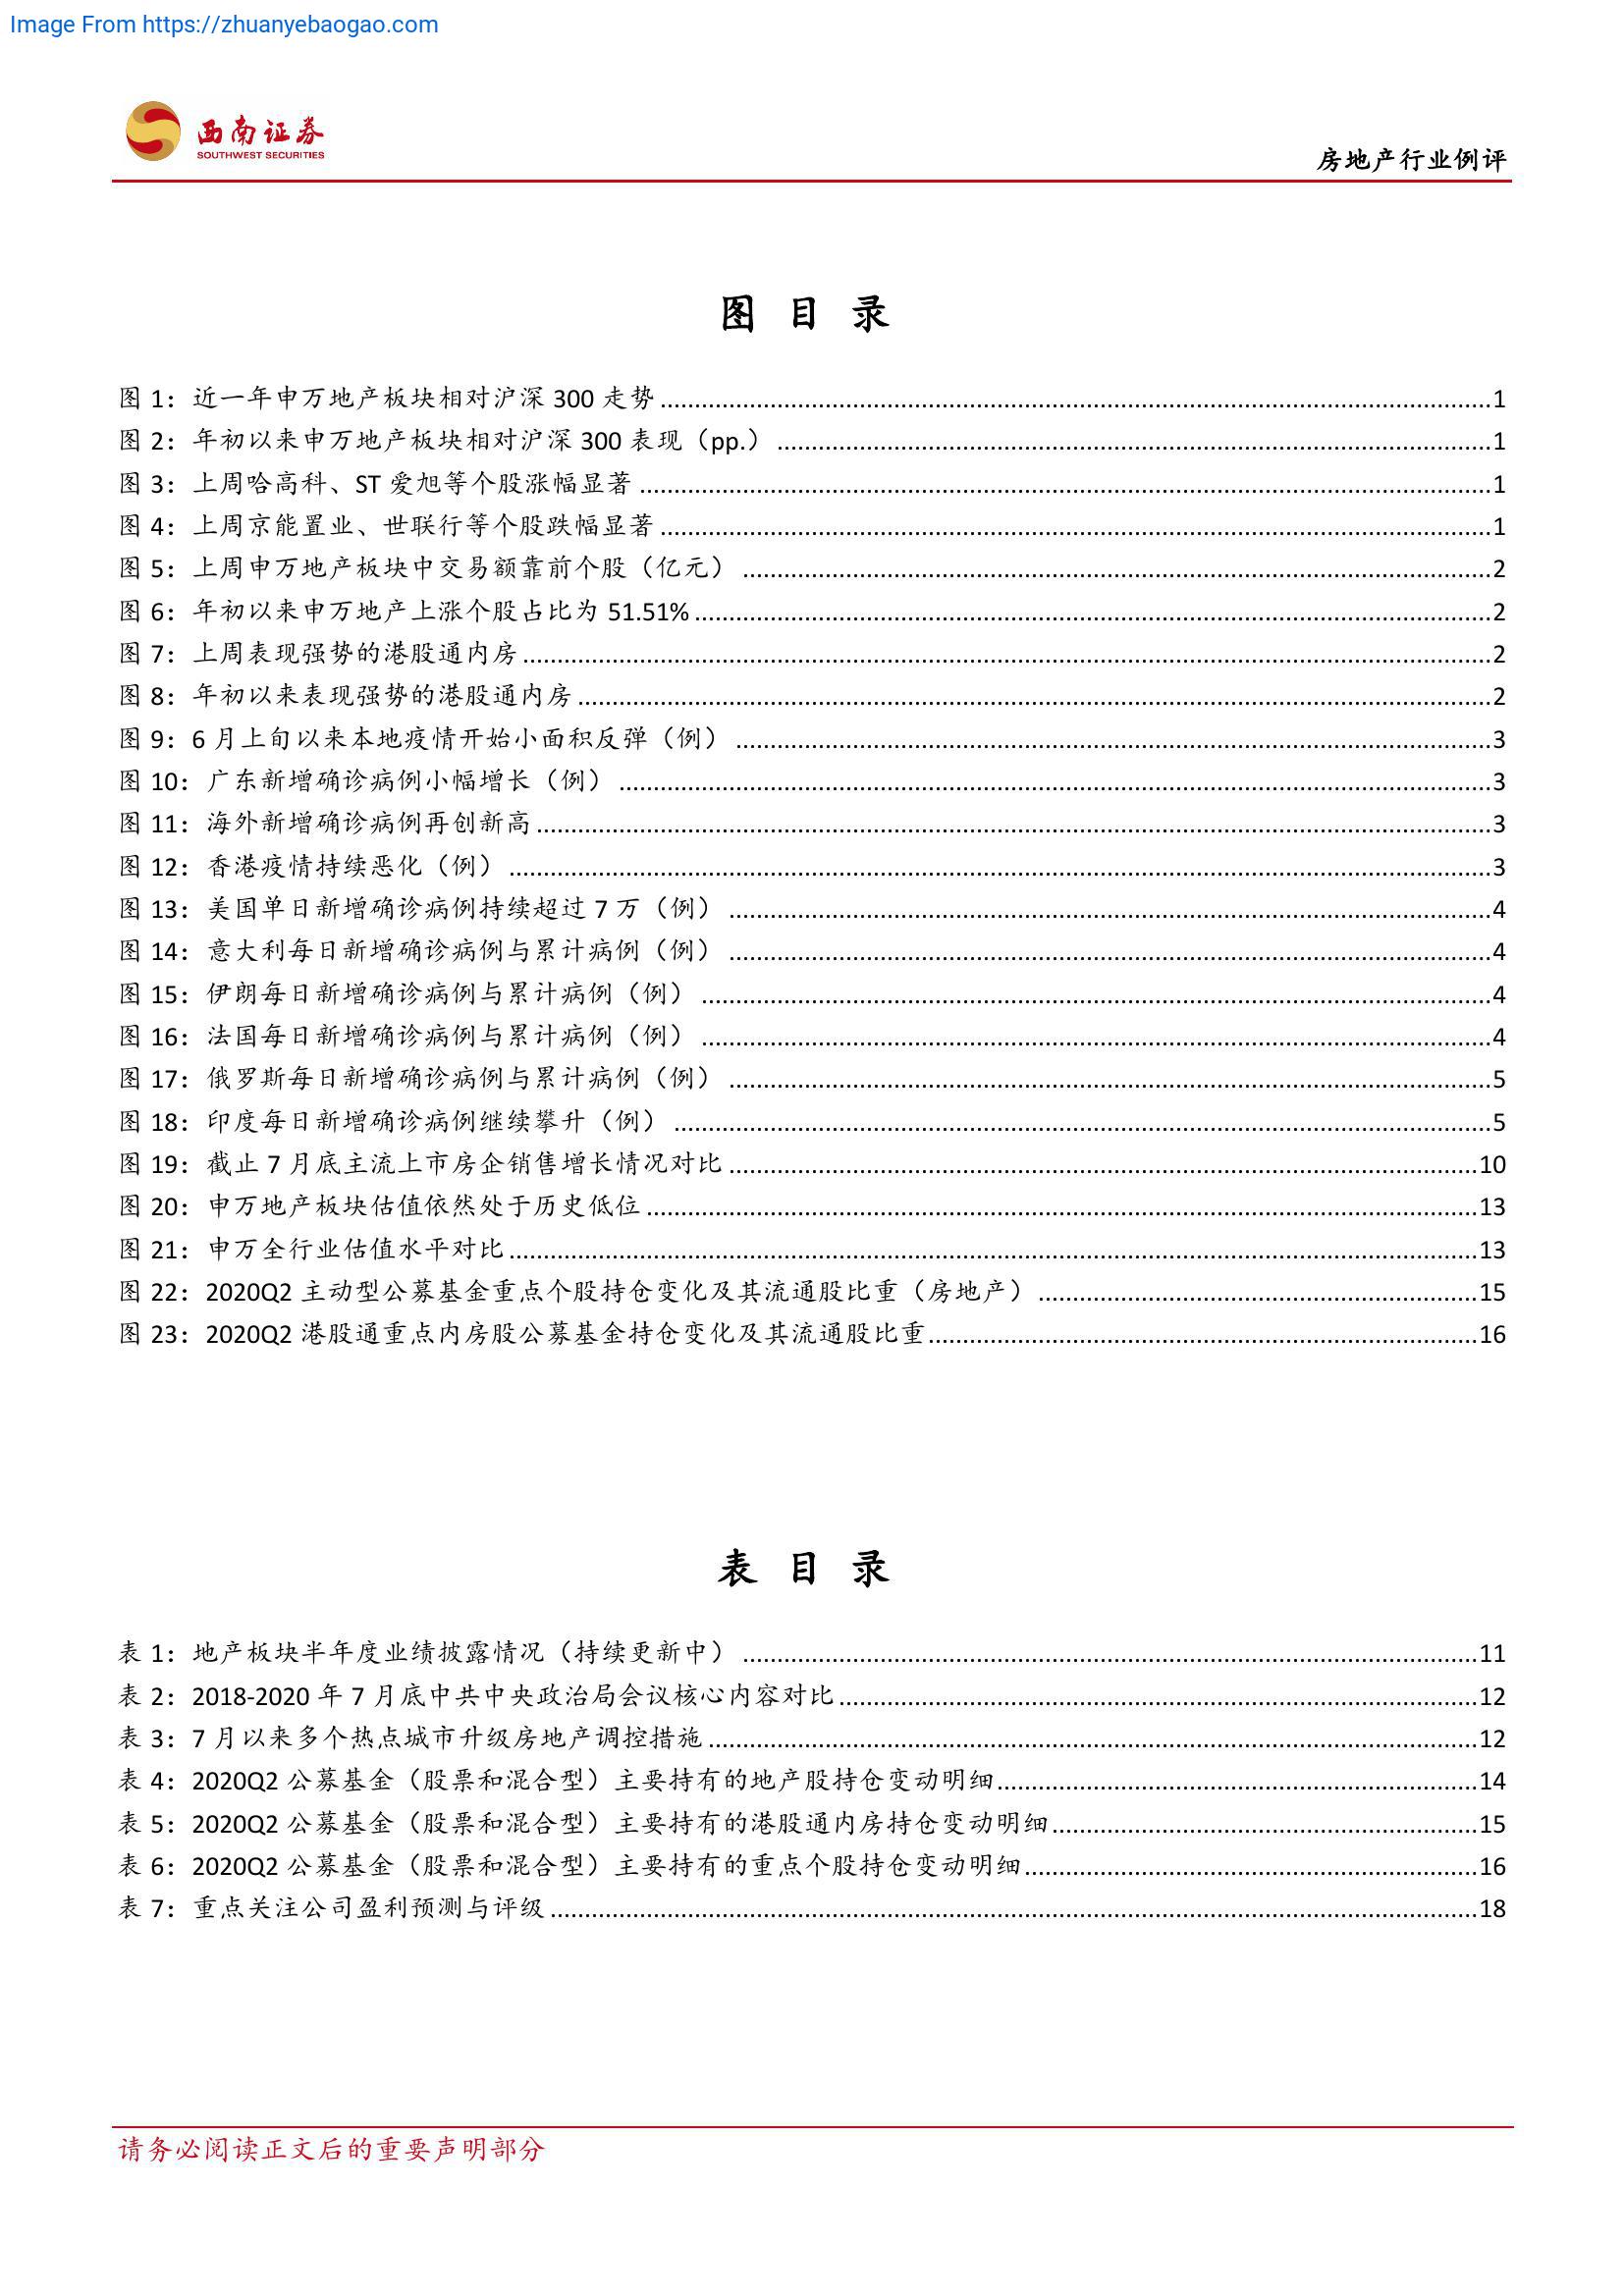 Image From https://zhuanyebaogao.com
西南证券
SOUTHWEST SECURITIES
房地产行业例评
图 目 录
图 1：近一年申万地产板块相对沪深 300 走势 1
图 2：年初以来申万地产板块相对沪深 300 表现（pp.） 1
图 3：上周哈高科、ST 爱旭等个股涨幅显著 1
图 4：上周京能置业、世联行等个股跌幅显著 1
图 5：上周申万地产板块中交易额靠前个股（亿元） 2
图 6：年初以来申万地产上涨个股占比为 51.51% 2
图 7：上周表现强势的港股通内房 2
图 8：年初以来表现强势的港股通内房 2
图 9：6 月上旬以来本地疫情开始小面积反弹（例） 3
图 10：广东新增确诊病例小幅增长（例） 3
图 11：海外新增确诊病例再创新高 3
图 12：香港疫情持续恶化（例） 3
图 13：美国单日新增确诊病例持续超过 7 万（例） 4
图 14：意大利每日新增确诊病例与累计病例（例） 4
图 15：伊朗每日新增确诊病例与累计病例（例） 4
图 16：法国每日新增确诊病例与累计病例（例） 4
图 17：俄罗斯每日新增确诊病例与累计病例（例） 5
图 18：印度每日新增确诊病例继续攀升（例） 5
图 19：截止 7 月底主流上市房企销售增长情况对比 10
图 20：申万地产板块估值依然处于历史低位 13
图 21：申万全行业估值水平对比 13
图 22：2020Q2 主动型公募基金重点个股持仓变化及其流通股比重（房地产） 15
图 23：2020Q2 港股通重点内房股公募基金持仓变化及其流通股比重 16
表 目 录
表 1：地产板块半年度业绩披露情况（持续更新中） 11
表 2：2018-2020 年 7 月底中共中央政治局会议核心内容对比 12
表 3：7 月以来多个热点城市升级房地产调控措施 12
表 4：2020Q2 公募基金（股票和混合型）主要持有的地产股持仓变动明细 14
表 5：2020Q2 公募基金（股票和混合型）主要持有的港股通内房持仓变动明细 15
表 6：2020Q2 公募基金（股票和混合型）主要持有的重点个股持仓变动明细 16
表 7：重点关注公司盈利预测与评级 18
请务必阅读正文后的重要声明部分